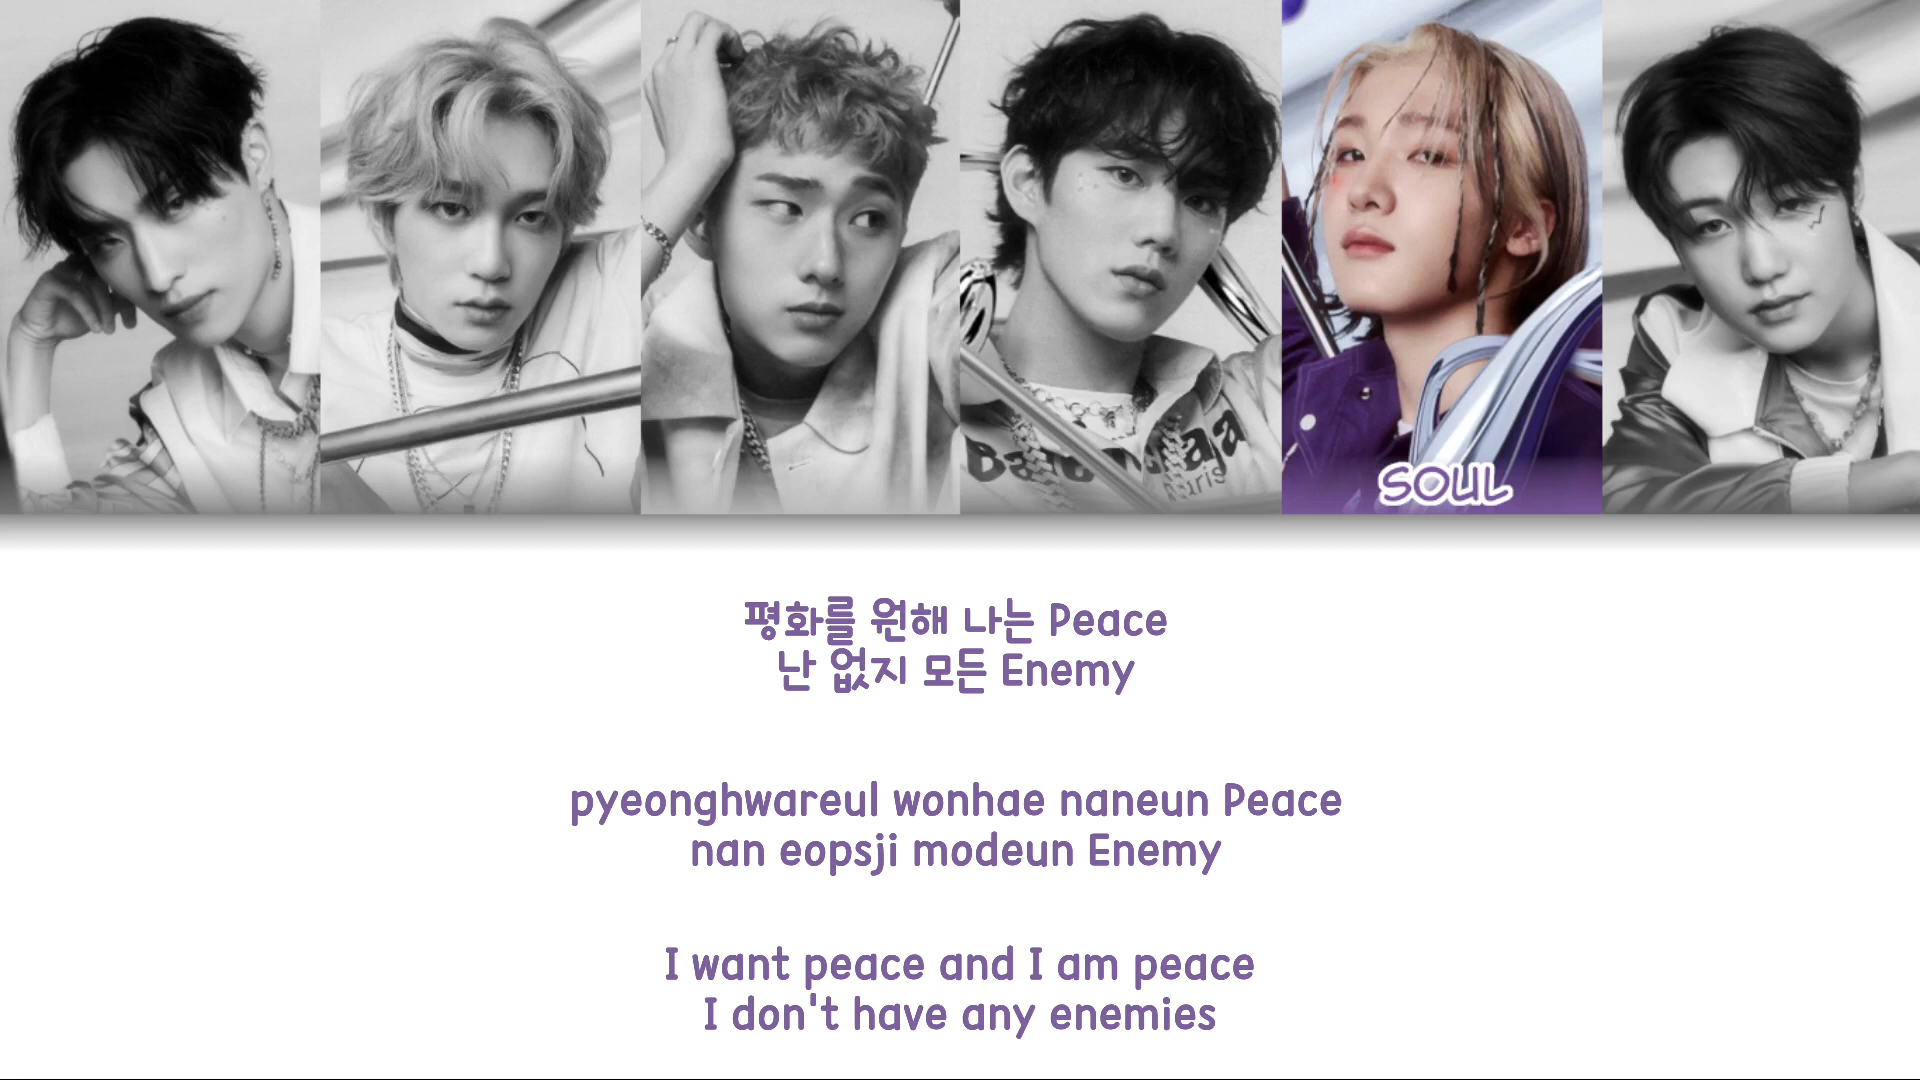 SOUL
평화를 원해 나는 Peace
난 없지 모든 Enemy
pyeonghwareul wonhae naneun Peace
nan eopsji modeun Enemy
I want peace and I am peace
I don't have any enemies